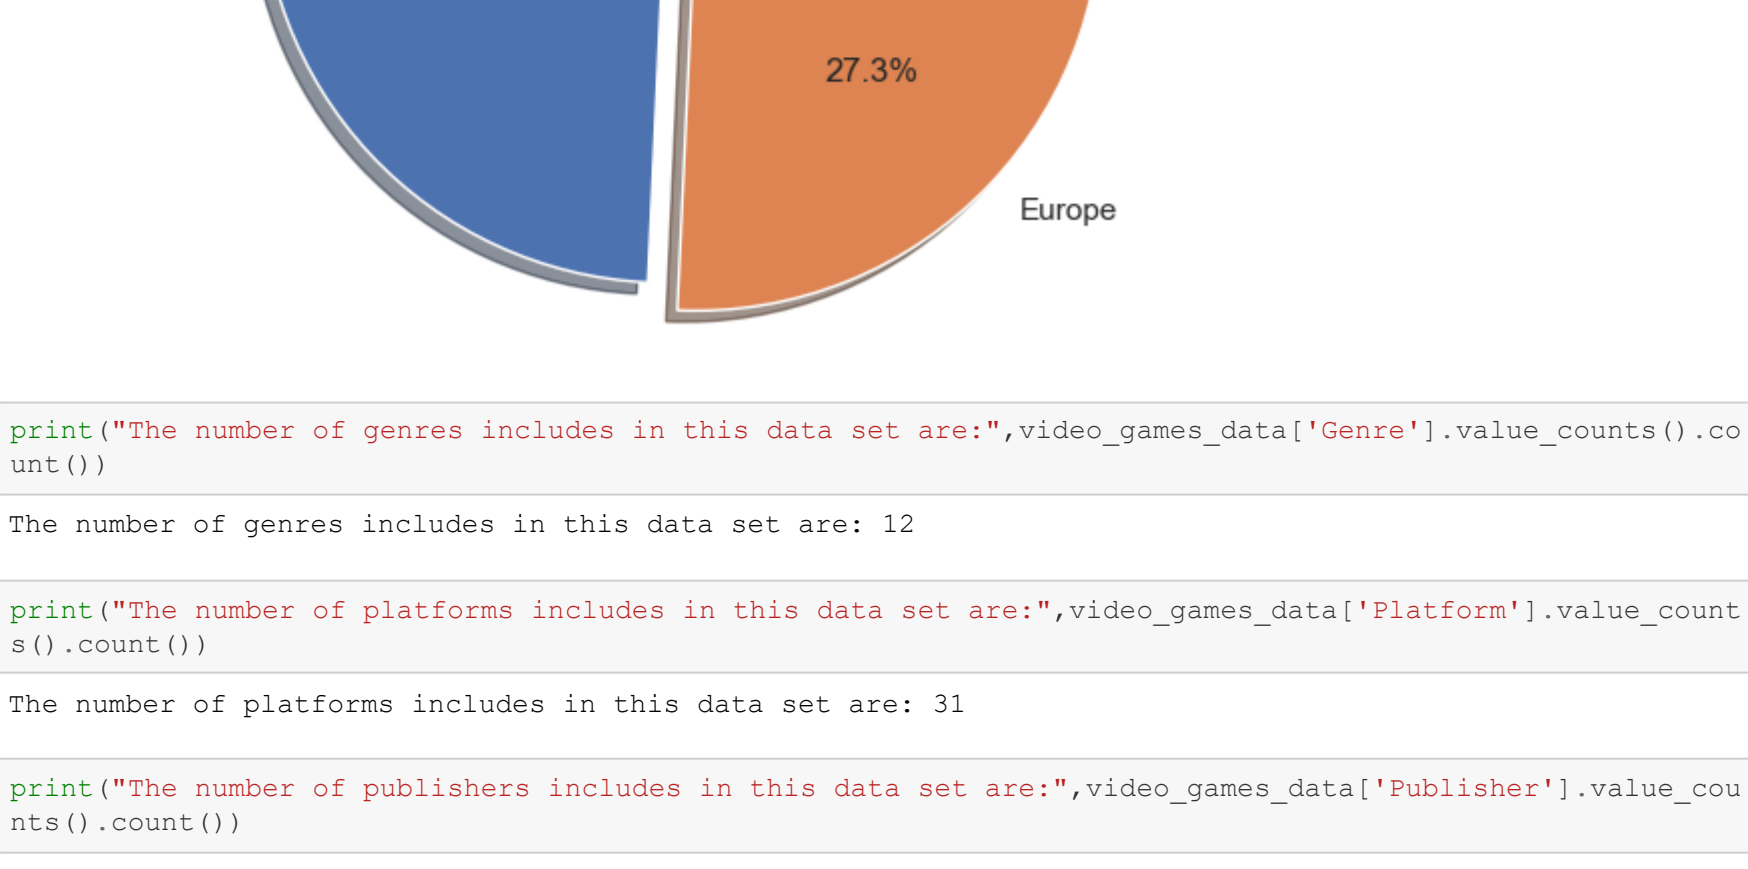 27.3%
Europe
print("The number of genres includes in this data set are:",video_games_data['Genre'].value_counts().co
unt())
The number of genres includes in this data set are: 12
print("The number of platforms includes in this data set are:",video_games_data['Platform'].value_count
s().count())
The number of platforms includes in this data set are: 31
print("The number of publishers includes in this data set are:",video_games_data['Publisher'].value_cou
nts().count())